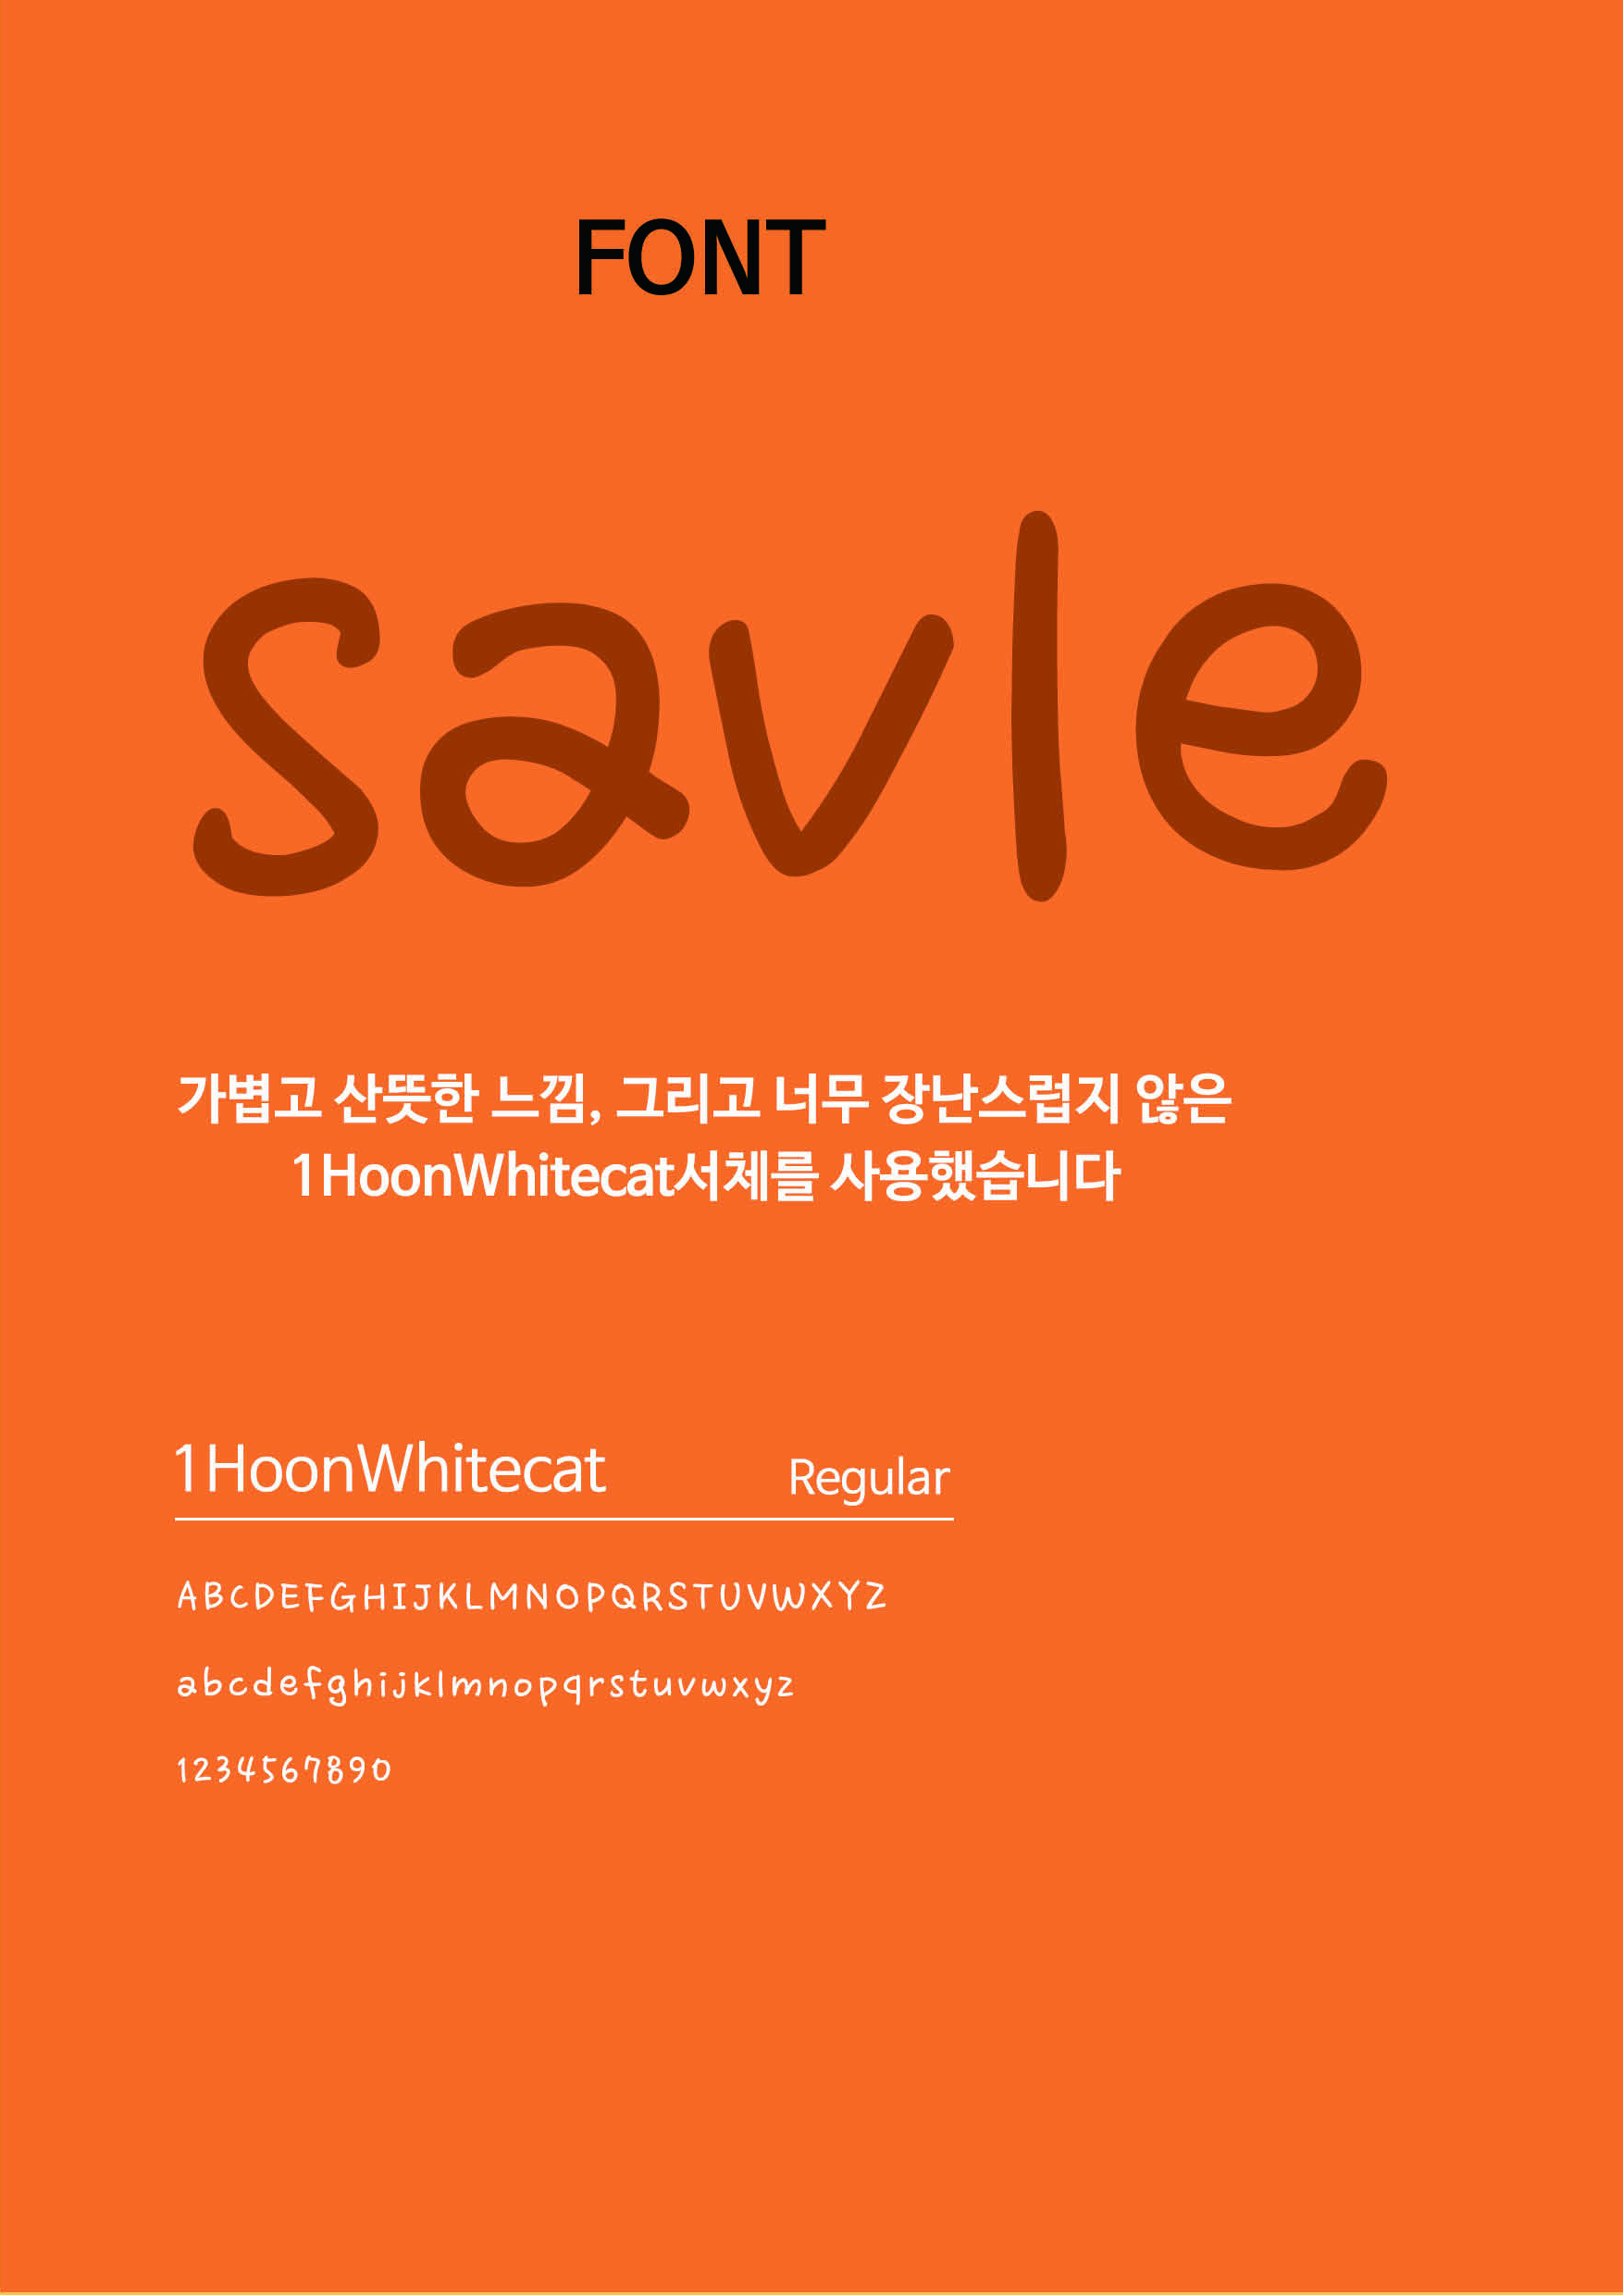 FONT
savle
가볍고 산뜻한 느낌, 그리고 너무 장난스럽지 않은
1HoonWhitecat서체를 사용했습니다
1HoonWhitecat Regular
ABCDEFGHIJKLMNOPQRSTUVWXYZ
abcdefghijklmnopqrstuvwxyz
1234567890